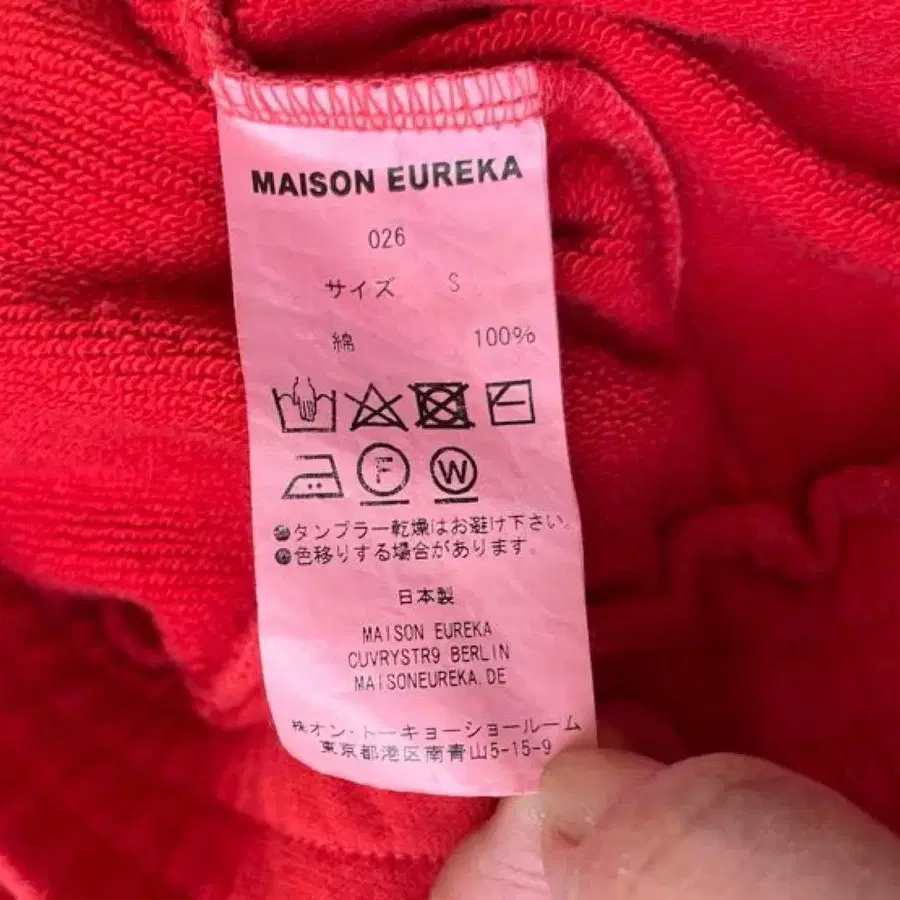 MAISON EUREKA
026
サイズ S
綿 100%
F W
●タンブラー乾燥はお避け下さい。
●色移りする場合があります。
日本製
MAISON EUREKA
CUVRYSTR9 BERLIN
MAISONEUREKA.DE
株オン・トーキョーショールーム
東京都港区南青山5-15-9